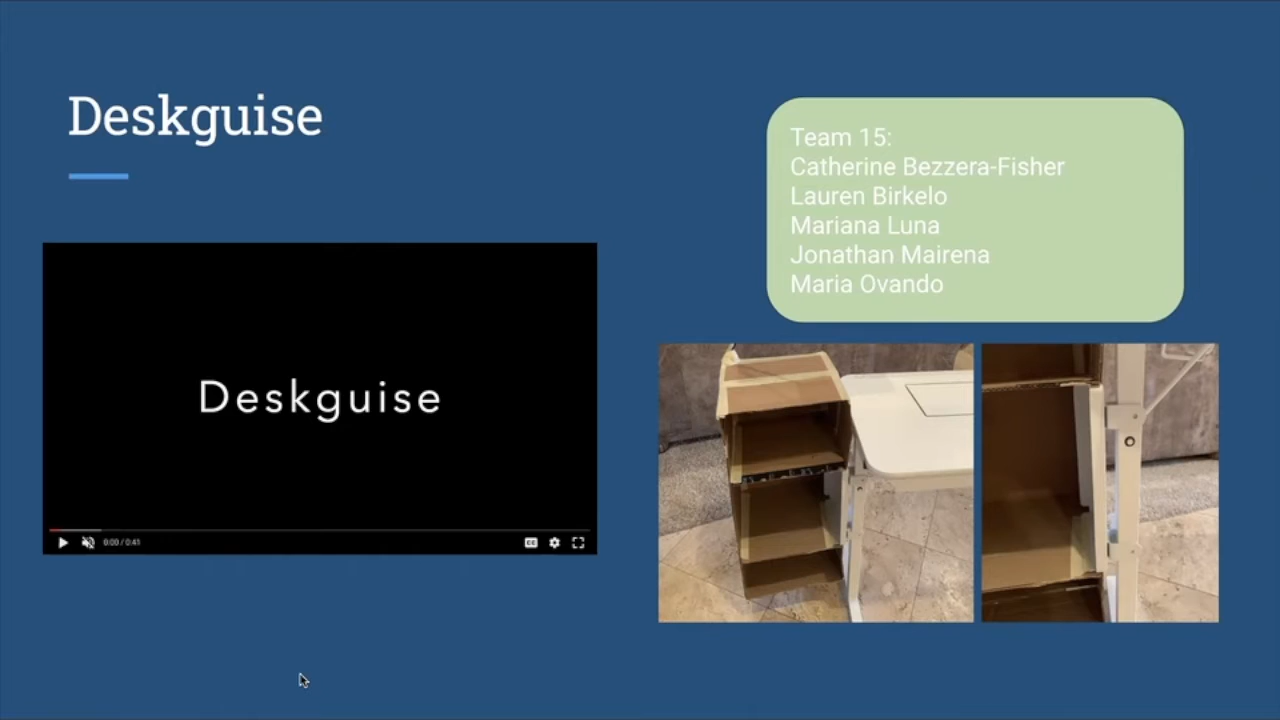 Deskguise
Team 15:
Catherine Bezzera-Fisher
Lauren Birkelo
Mariana Luna
Jonathan Mairena
Maria Ovando
Deskguise
0:00 / 0:41
CC